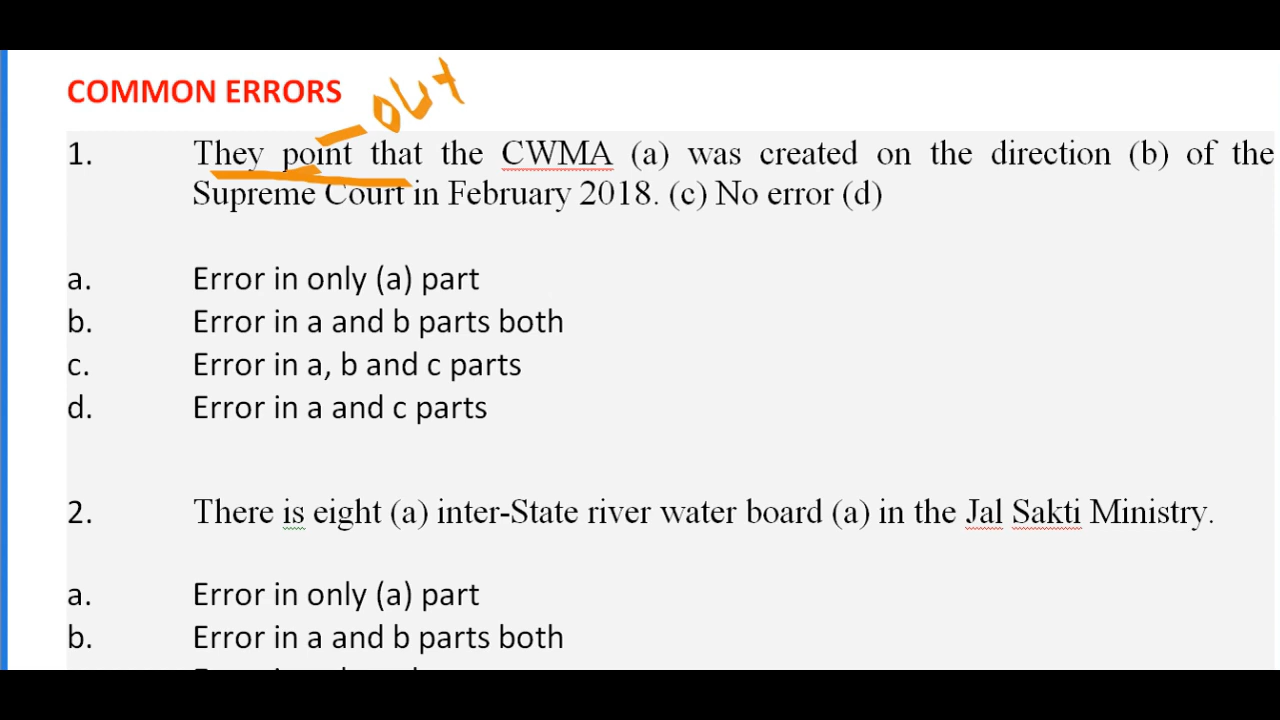 COMMON ERRORS
out
1. They point that the CWMA (a) was created on the direction (b) of the
Supreme Court in February 2018. (c) No error (d)
a. Error in only (a) part
b. Error in a and b parts both
c. Error in a, b and c parts
d. Error in a and c parts
2. There is eight (a) inter-State river water board (a) in the Jal Sakti Ministry.
a. Error in only (a) part
b. Error in a and b parts both